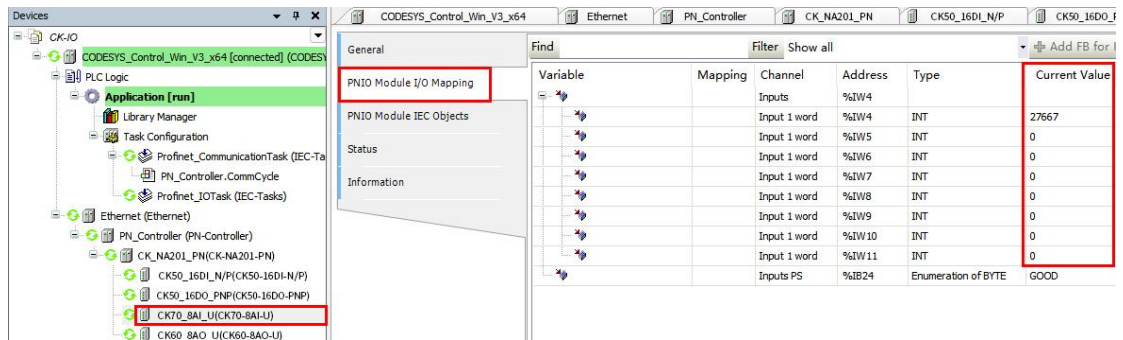 Devices
CK-IO
CODESYS_Control_Win_V3_x64 [connected] (CODESY
PLC Logic
Application [run]
Library Manager
Task Configuration
Profinet_CommunicationTask (IEC-Ta
PN_Controller.CommCycle
Profinet_IOTask (IEC-Tasks)
Ethernet (Ethernet)
PN_Controller (PN-Controller)
CK_NA201_PN(CK-NA201-PN)
CK50_16DI_N/P(CK50-16DI-N/P)
CK50_16DO_PNP(CK50-16DO-PNP)
CK70_8AI_U(CK70-8AI-U)
CK60_8AO_U(CK60-8AO-U)
CODESYS_Control_Win_V3_x64 Ethernet PN_Controller CK_NA201_PN CK50_16DI_N/P CK50_16DO_P
General
PNIO Module I/O Mapping
PNIO Module IEC Objects
Status
Information
Find Filter Show all Add FB for I
Variable Mapping Channel Address Type Current Value
Inputs %IW4
Input 1 word %IW4 INT 27667
Input 1 word %IW5 INT 0
Input 1 word %IW6 INT 0
Input 1 word %IW7 INT 0
Input 1 word %IW8 INT 0
Input 1 word %IW9 INT 0
Input 1 word %IW10 INT 0
Input 1 word %IW11 INT 0
Inputs PS %IB24 Enumeration of BYTE GOOD